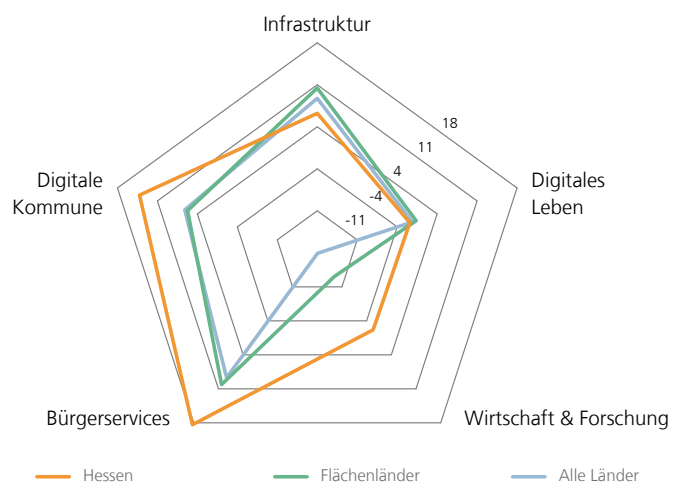 Infrastruktur
18
11
4
-4
-11
Digitale
Kommune
Digitales
Leben
Bürgerservices
Wirtschaft & Forschung
Hessen
Flächenländer
Alle Länder